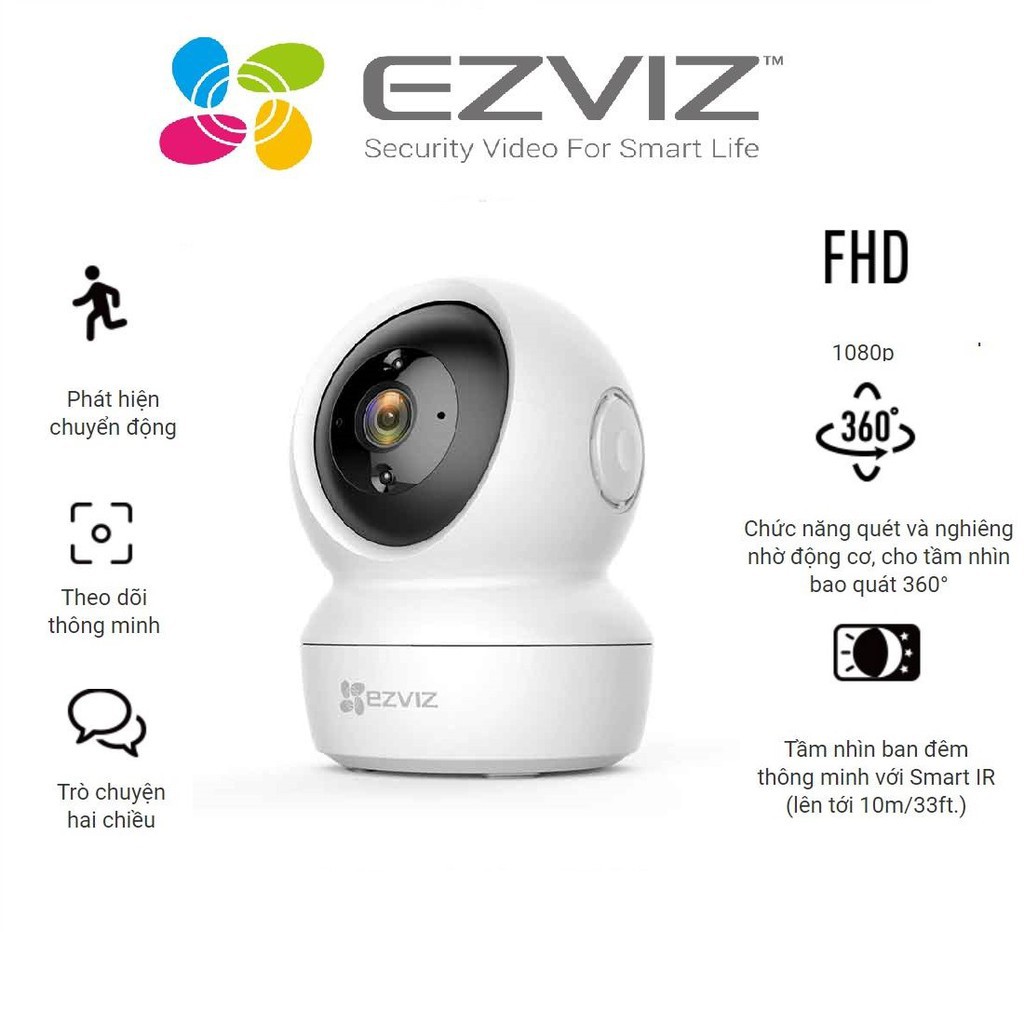 EZVIZ™
Security Video For Smart Life
Phát hiện
chuyển động
Theo dõi
thông minh
Trò chuyện
hai chiều
ezviz
FHD
1080p
360°
Chức năng quét và nghiêng
nhờ động cơ, cho tầm nhìn
bao quát 360°
Tầm nhìn ban đêm
thông minh với Smart IR
(lên tới 10m/33ft.)